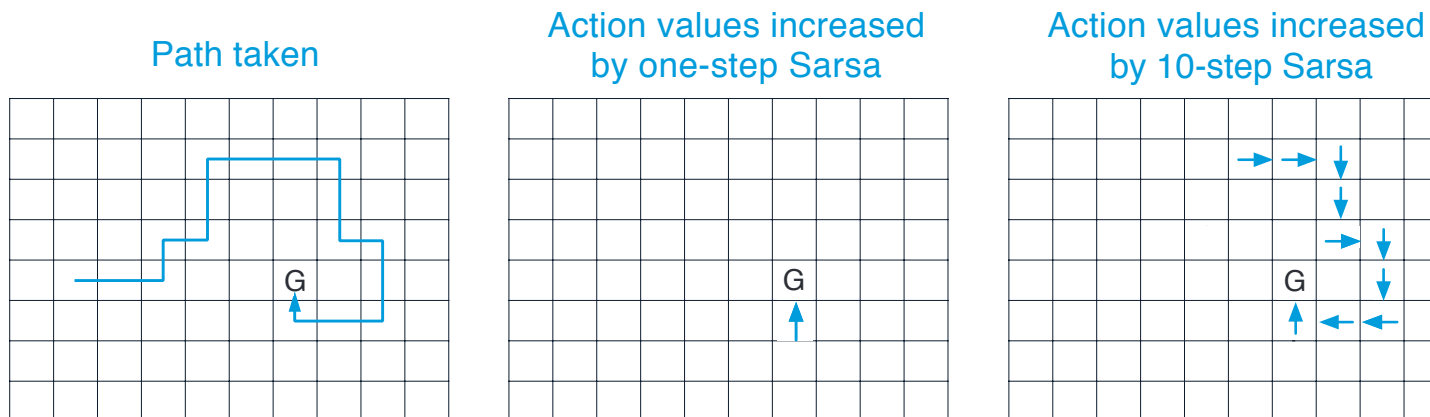 Path taken
Action values increased
by one-step Sarsa
Action values increased
by 10-step Sarsa
G
G
G